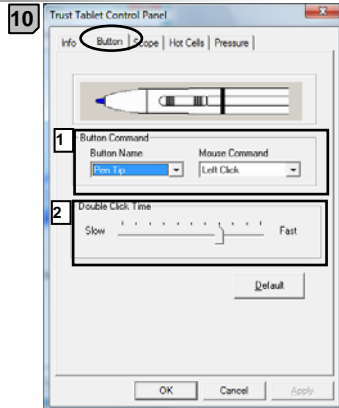 10
Trust Tablet Control Panel
Info Button Scope Hot Cells Pressure
1
Button Command
Button Name Mouse Command
Pen Tip Left Click
2
Double Click Time
Slow Fast
Default
OK Cancel Apply